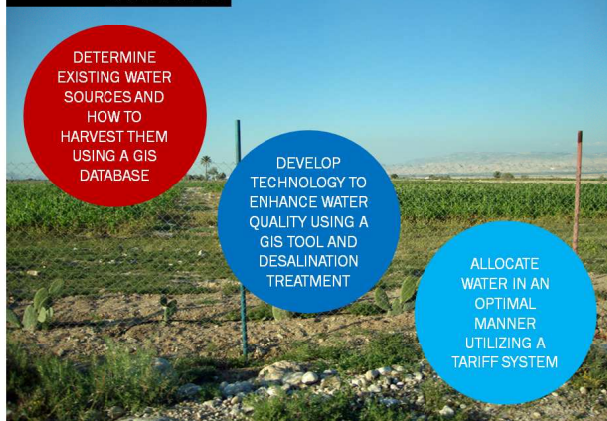 DETERMINE
EXISTING WATER
SOURCES AND
HOW TO
HARVEST THEM
USING A GIS
DATABASE
DEVELOP
TECHNOLOGY TO
ENHANCE WATER
QUALITY USING A
GIS TOOL AND
DESALINATION
TREATMENT
ALLOCATE
WATER IN AN
OPTIMAL
MANNER
UTILIZING A
TARIFF SYSTEM